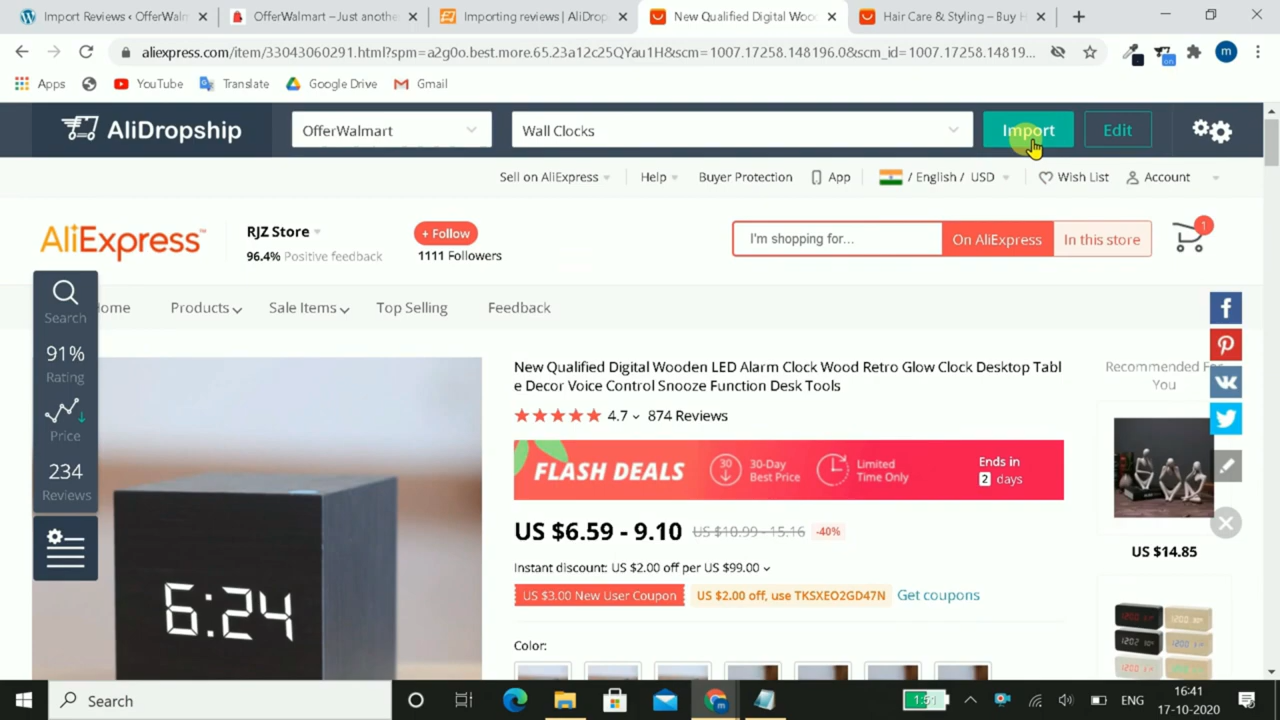 Import Reviews ‹ OfferWaln
OfferWalmart – Just anothe
Importing reviews | AliDrop
New Qualified Digital Wood
Hair Care & Styling – Buy H
aliexpress.com/item/33043060291.html?spm=a2g0o.best.more.65.23a12c25QYau1H&scm=1007.17258.148196.0&scm_id=1007.17258.14819...
m
Apps
YouTube
Translate
Google Drive
Gmail
AliDropship
OfferWalmart
Wall Clocks
Import
Edit
Sell on AliExpress
Help
Buyer Protection
App
/ English / USD
Wish List
Account
AliExpress
RJZ Store
96.4% Positive feedback
+ Follow
1111 Followers
I'm shopping for...
On AliExpress
In this store
1
ome
Products
Sale Items
Top Selling
Feedback
Search
91%
Rating
Price
234
Reviews
New Qualified Digital Wooden LED Alarm Clock Wood Retro Glow Clock Desktop Tabl
e Decor Voice Control Snooze Function Desk Tools
4.7
874 Reviews
FLASH DEALS
30
30-Day
Best Price
Limited
Time Only
Ends in
2 days
US $6.59 - 9.10
US $10.99 - 15.16
-40%
Instant discount: US $2.00 off per US $99.00
US $3.00 New User Coupon
US $2.00 off, use TKSXEO2GD47N
Get coupons
Color:
6:24
Recommended Fo
You
US $14.85
Search
1:51
ENG
16:41
17-10-2020